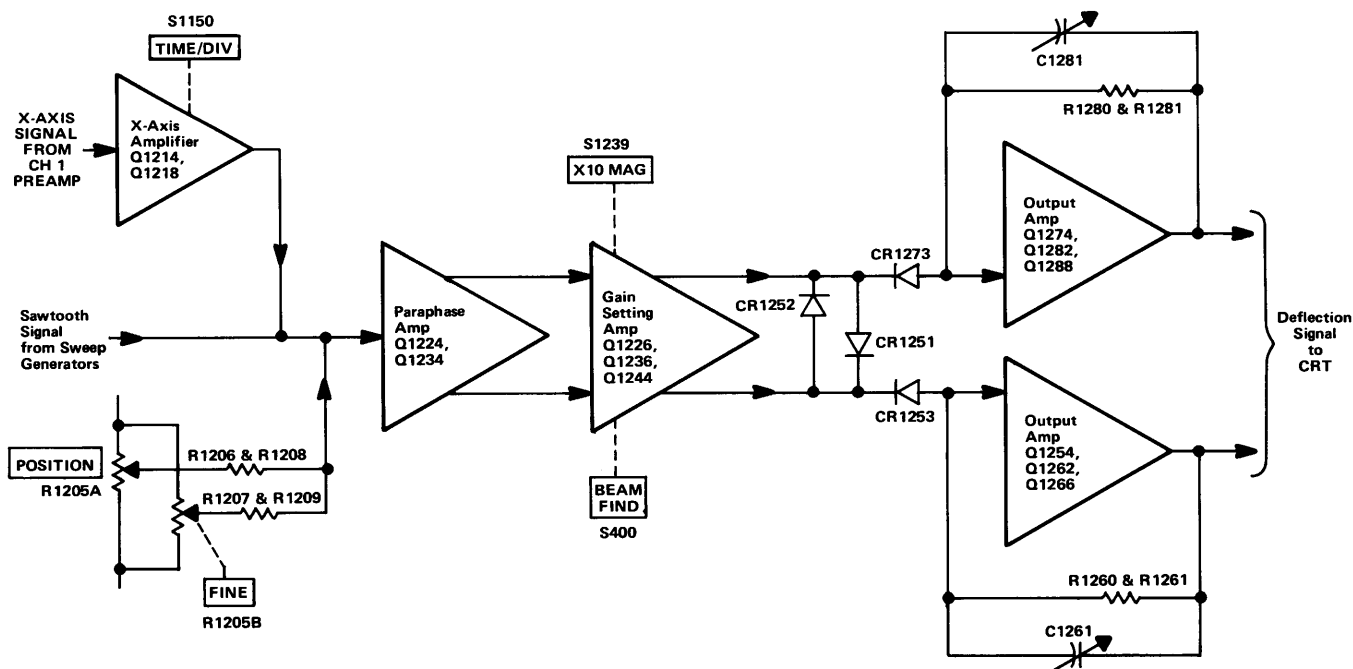 S1150
TIME/DIV
X-AXIS
SIGNAL
FROM
CH 1
PREAMP
X-Axis
Amplifier
Q1214,
Q1218
S1239
X10 MAG
C1281
R1280 & R1281
Output
Amp
Q1274,
Q1282,
Q1288
CR1273
CR1252
CR1251
CR1253
Sawtooth
Signal
from Sweep
Generators
Paraphase
Amp
Q1224,
Q1234
Gain
Setting
Amp
Q1226,
Q1236,
Q1244
Deflection
Signal
to
CRT
Output
Amp
Q1254,
Q1262,
Q1266
POSITION
R1205A
R1206 & R1208
R1207 & R1209
FINE
R1205B
BEAM
FIND
S400
R1260 & R1261
C1261